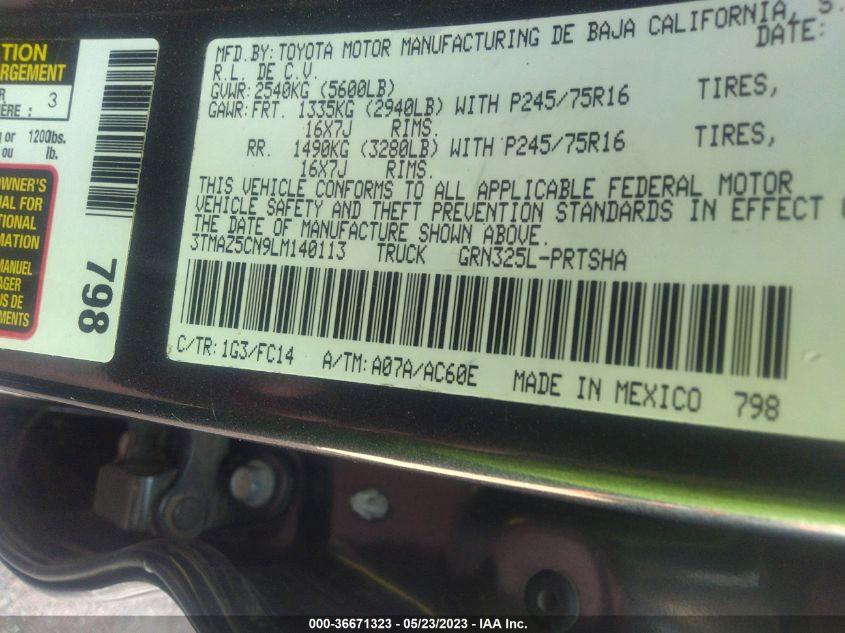 TION
RGEMENT
R
ERE : 3
g or 1200lbs.
ou lb.
OWNER'S
UAL FOR
TIONAL
MATION
MANUEL
AGER
US DE
MENTS
798
MFD.BY: TOYOTA MOTOR MANUFACTURING DE BAJA CALIFORNIA, S.
R.L. DE C.V. DATE:
GVWR: 2540KG (5600LB)
GAWR: FRT. 1335KG (2940LB) WITH P245/75R16 TIRES,
16X7J RIMS.
RR. 1490KG (3280LB) WITH P245/75R16 TIRES,
16X7J RIMS.
THIS VEHICLE CONFORMS TO ALL APPLICABLE FEDERAL MOTOR
VEHICLE SAFETY AND THEFT PREVENTION STANDARDS IN EFFECT
THE DATE OF MANUFACTURE SHOWN ABOVE.
3TMAZ5CN9LM140113 TRUCK GRN325L-PRTSHA
C/TR: 1G3/FC14 A/TM: A07A/AC60E MADE IN MEXICO 798
000-36671323 — 05/23/2023 — IAA Inc.